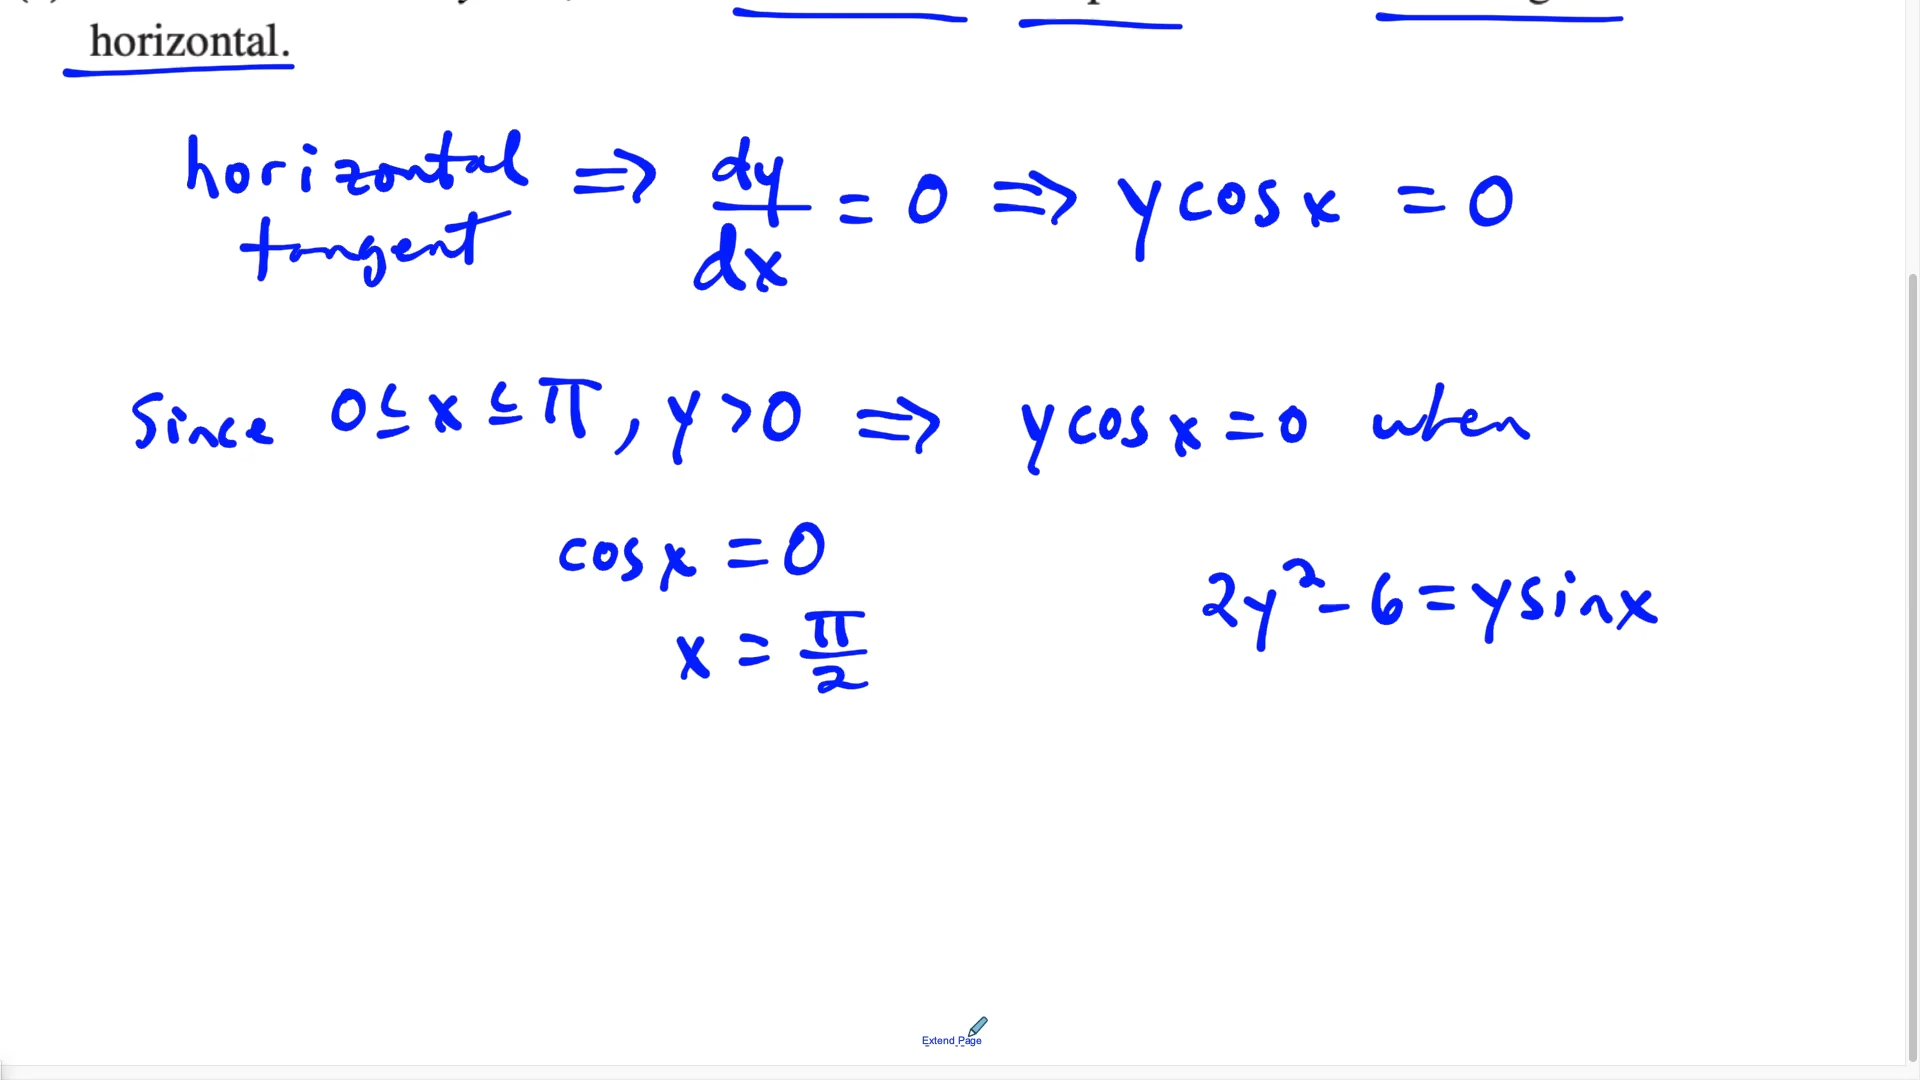 horizontal.
horizontal ⇒ dy/dx = 0 ⇒ y cos x = 0
tangent
Since 0 ≤ x ≤ π, y > 0 ⇒ y cos x = 0 when
cos x = 0
2y² - 6 = y sin x
x = π/2
Extend Page